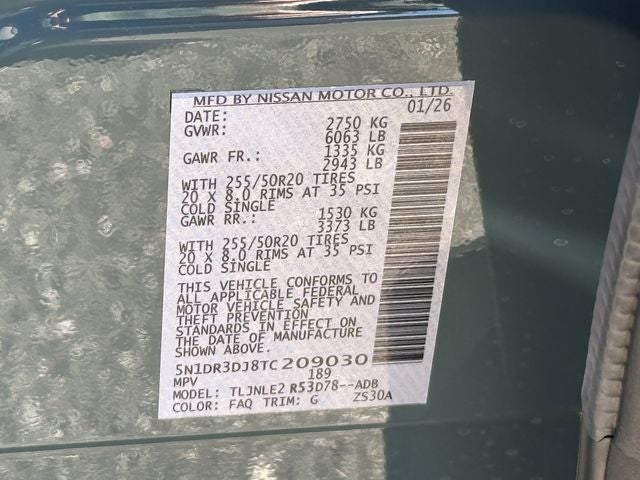 MFD BY NISSAN MOTOR CO., LTD.
DATE: 01/26
GVWR: 2750 KG
6063 LB
GAWR FR.: 1335 KG
2943 LB
WITH 255/50R20 TIRES
20 X 8.0 RIMS AT 35 PSI
COLD SINGLE
GAWR RR.: 1530 KG
3373 LB
WITH 255/50R20 TIRES
20 X 8.0 RIMS AT 35 PSI
COLD SINGLE
THIS VEHICLE CONFORMS TO
ALL APPLICABLE FEDERAL
MOTOR VEHICLE SAFETY AND
THEFT PREVENTION
STANDARDS IN EFFECT ON
THE DATE OF MANUFACTURE
SHOWN ABOVE.
5N1DR3DJ8TC209030
MPV 189
MODEL: TLJNLE2 R53D78--ADB
COLOR: FAQ TRIM: G ZS30A